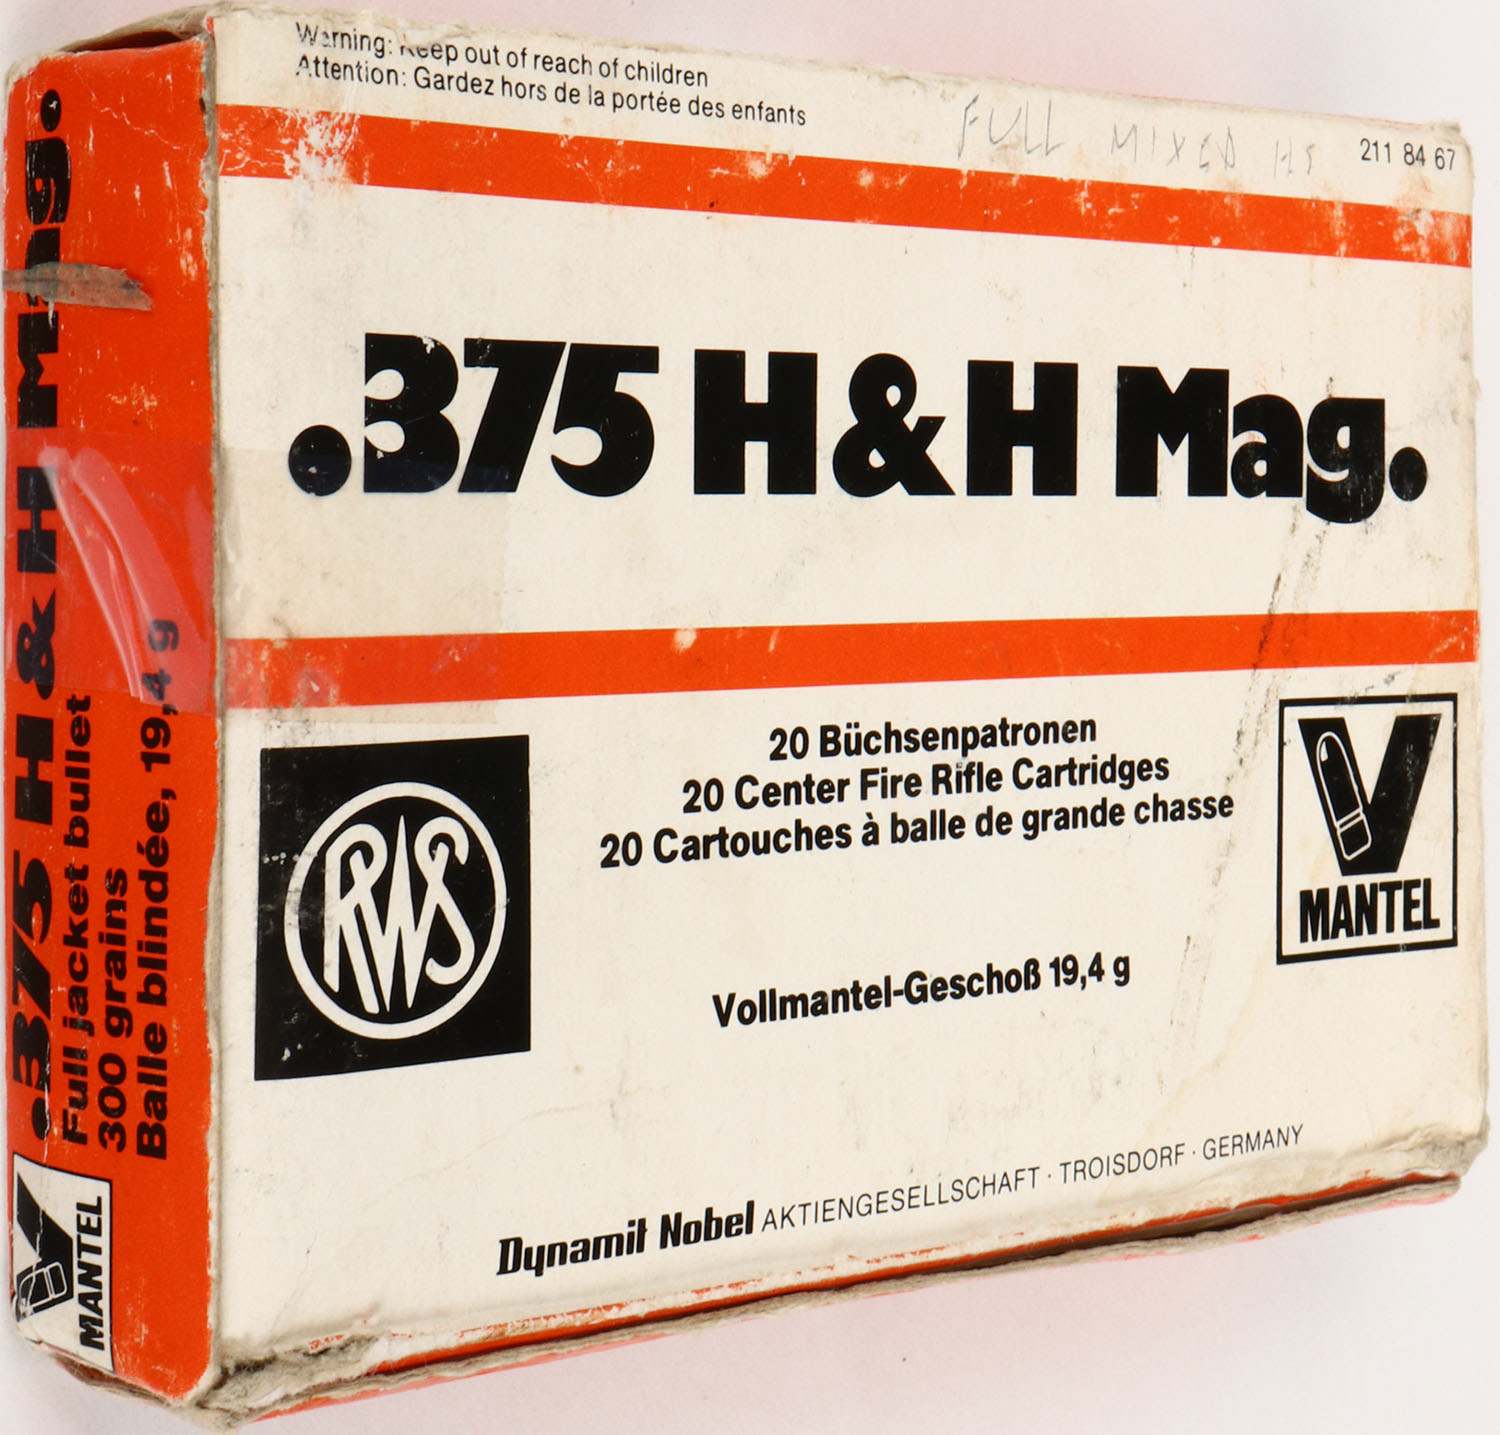 Warning: Keep out of reach of children
Attention: Gardez hors de la portée des enfants
FULL MIXED HS
211 84 67
.375 H&H Mag.
20 Büchsenpatronen
20 Center Fire Rifle Cartridges
20 Cartouches à balle de grande chasse
RWS
V
MANTEL
Vollmantel-Geschoß 19,4 g
Dynamit Nobel AKTIENGESELLSCHAFT · TROISDORF · GERMANY
.375 H & H Mag.
Full jacket bullet
300 grains
Balle blindée, 19,4 g
V
MANTEL